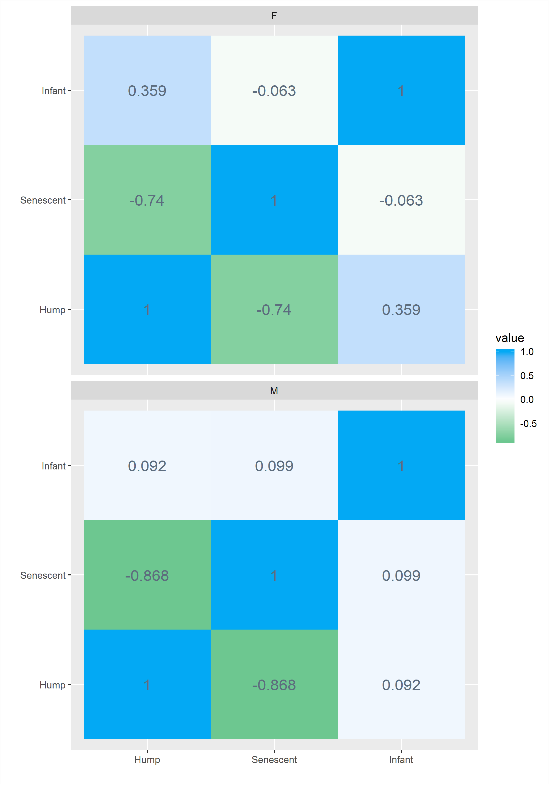 F
Infant 0.359 -0.063 1
Senescent -0.74 1 -0.063
Hump 1 -0.74 0.359
value
1.0
0.5
0.0
-0.5
M
Infant 0.092 0.099 1
Senescent -0.868 1 0.099
Hump 1 -0.868 0.092
Hump Senescent Infant